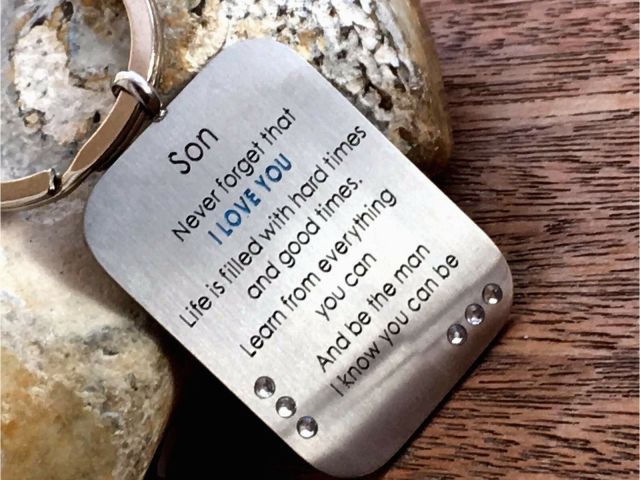 Son
Never forget that
I LOVE YOU
Life is filled with hard times
and good times.
Learn from everything
you can
And be the man
I know you can be